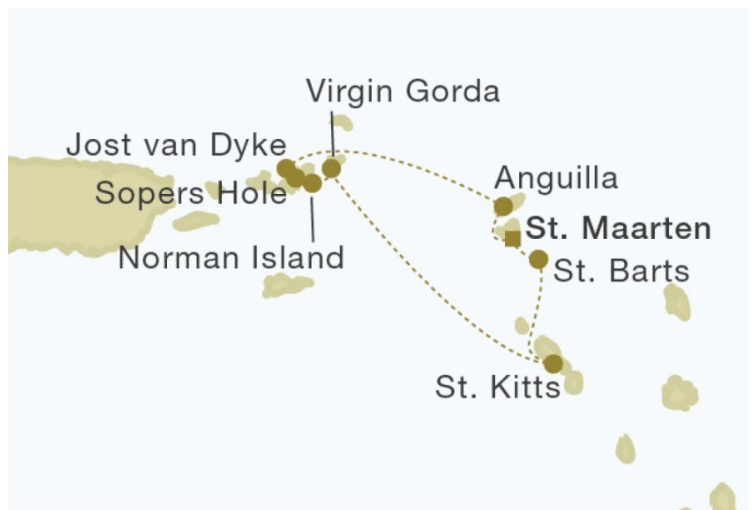 Virgin Gorda
Jost van Dyke
Anguilla
Sopers Hole
St. Maarten
Norman Island
St. Barts
St. Kitts